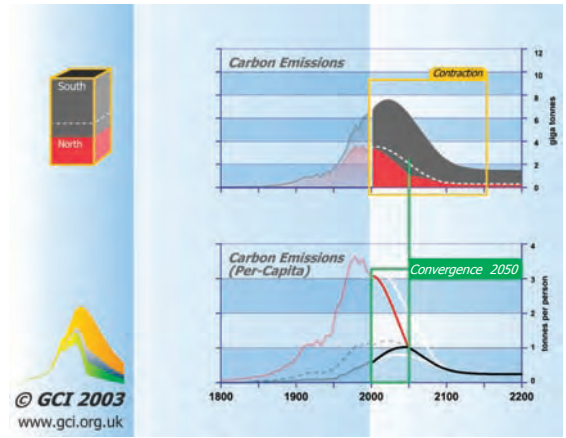 Carbon Emissions
Contraction
12
10
8
6
4
2
0
giga tonnes
South
North
Carbon Emissions
(Per-Capita)
Convergence 2050
4
3
2
1
0
tonnes per person
1800
1900
2000
2100
2200
© GCI 2003
www.gci.org.uk